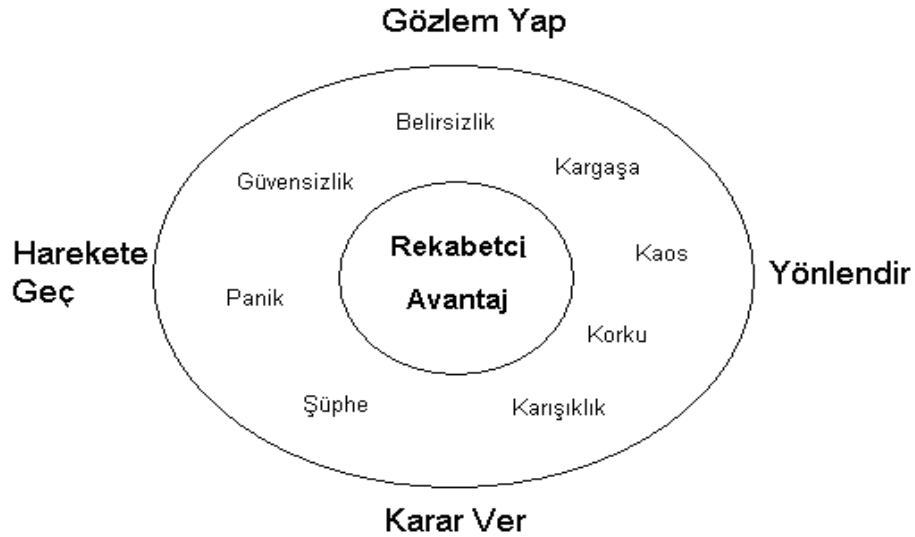 Gözlem Yap
Belirsizlik
Kargaşa
Güvensizlik
Harekete
Geç
Rekabetci
Avantaj
Kaos
Yönlendir
Panik
Korku
Şüphe
Karışıklık
Karar Ver